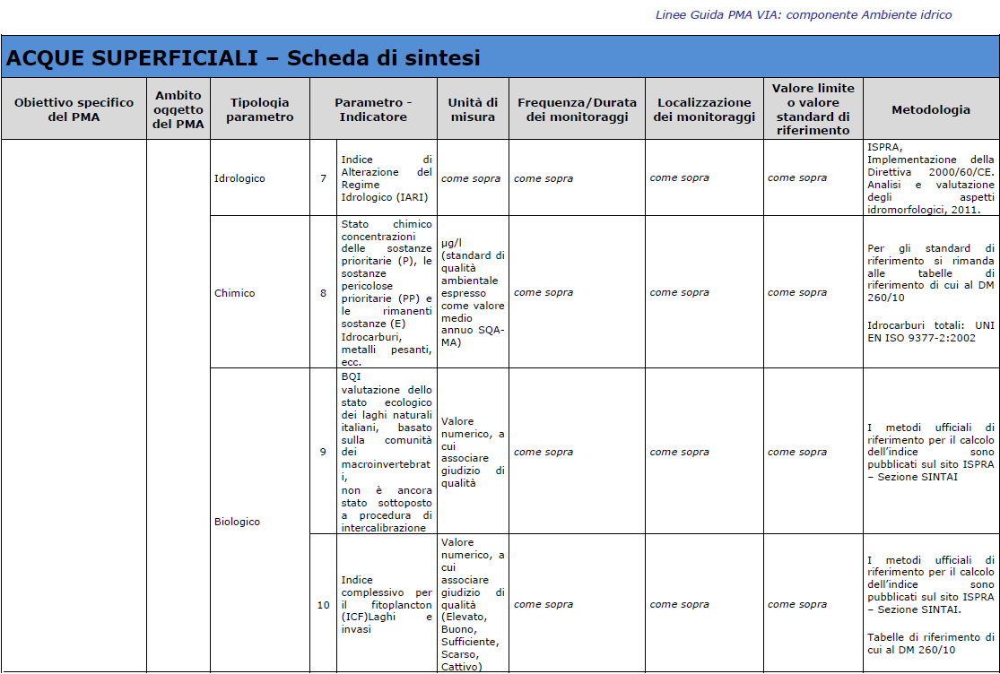 Linee Guida PMA VIA: componente Ambiente idrico
ACQUE SUPERFICIALI – Scheda di sintesi
Obiettivo specifico
del PMA
Ambito
oggetto
del PMA
Tipologia
parametro
Parametro -
Indicatore
Unità di
misura
Frequenza/Durata
dei monitoraggi
Localizzazione
dei monitoraggi
Valore limite
o valore
standard di
riferimento
Metodologia
Idrologico
7
Indice di
Alterazione del
Regime
Idrologico (IARI)
come sopra
come sopra
come sopra
come sopra
ISPRA,
Implementazione della
Direttiva 2000/60/CE.
Analisi e valutazione
degli aspetti
idromorfologici, 2011.
Chimico
8
Stato chimico
concentrazioni
delle sostanze
prioritarie (P), le
sostanze
pericolose
prioritarie (PP) e
le rimanenti
sostanze (E)
Idrocarburi,
metalli pesanti,
ecc.
µg/l
(standard di
qualità
ambientale
espresso
come valore
medio
annuo SQA-
MA)
come sopra
come sopra
come sopra
Per gli standard di
riferimento si rimanda
alle tabelle di
riferimento di cui al DM
260/10
Idrocarburi totali: UNI
EN ISO 9377-2:2002
Biologico
9
BQI
valutazione dello
stato ecologico
dei laghi naturali
italiani, basato
sulla comunità
dei
macroinvertebrat
i,
non è ancora
stato sottoposto
a procedura di
intercalibrazione
Valore
numerico, a
cui
associare
giudizio di
qualità
come sopra
come sopra
come sopra
I metodi ufficiali di
riferimento per il calcolo
dell'indice sono
pubblicati sul sito ISPRA
– Sezione SINTAI
10
Indice
complessivo per
il fitoplancton
(ICF)Laghi e
invasi
Valore
numerico, a
cui
associare
giudizio di
qualità
(Elevato,
Buono,
Sufficiente,
Scarso,
Cattivo)
come sopra
come sopra
come sopra
I metodi ufficiali di
riferimento per il calcolo
dell'indice sono
pubblicati sul sito ISPRA
– Sezione SINTAI.
Tabelle di riferimento di
cui al DM 260/10